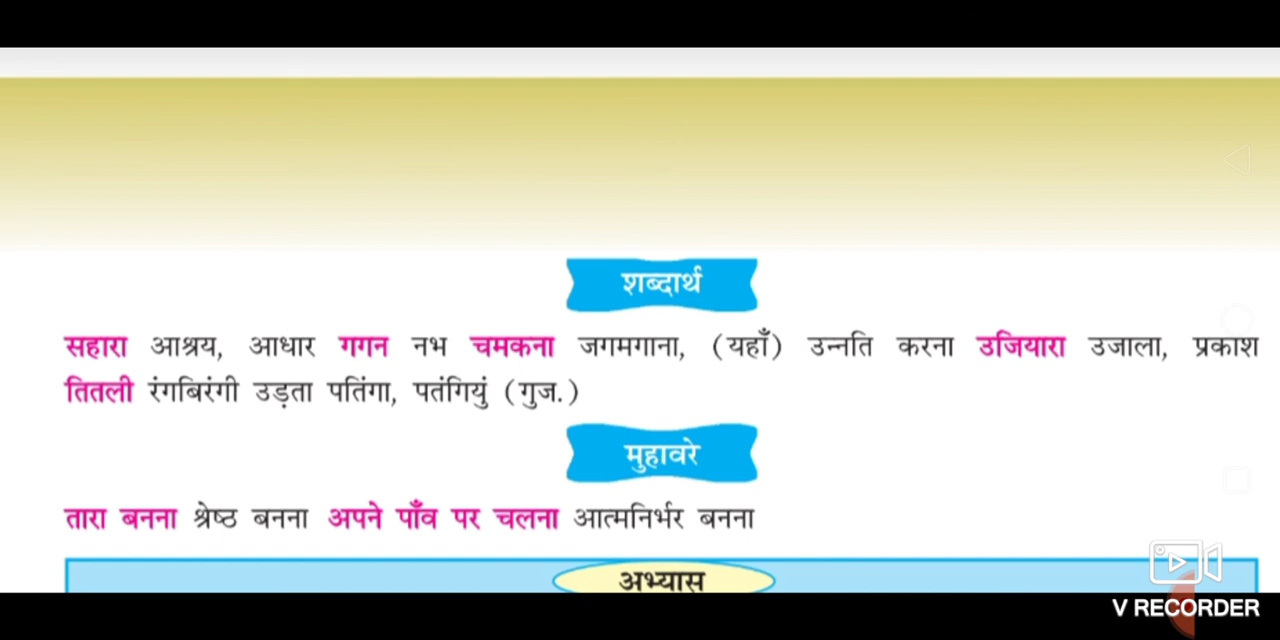 शब्दार्थ
सहारा आश्रय, आधार गगन नभ चमकना जगमगाना, (यहाँ) उन्नति करना उजियारा उजाला, प्रकाश
तितली रंगबिरंगी उड़ता पतिंगा, पतंगियुं (गुज.)
मुहावरे
तारा बनना श्रेष्ठ बनना अपने पाँव पर चलना आत्मनिर्भर बनना
अभ्यास
V RECORDER